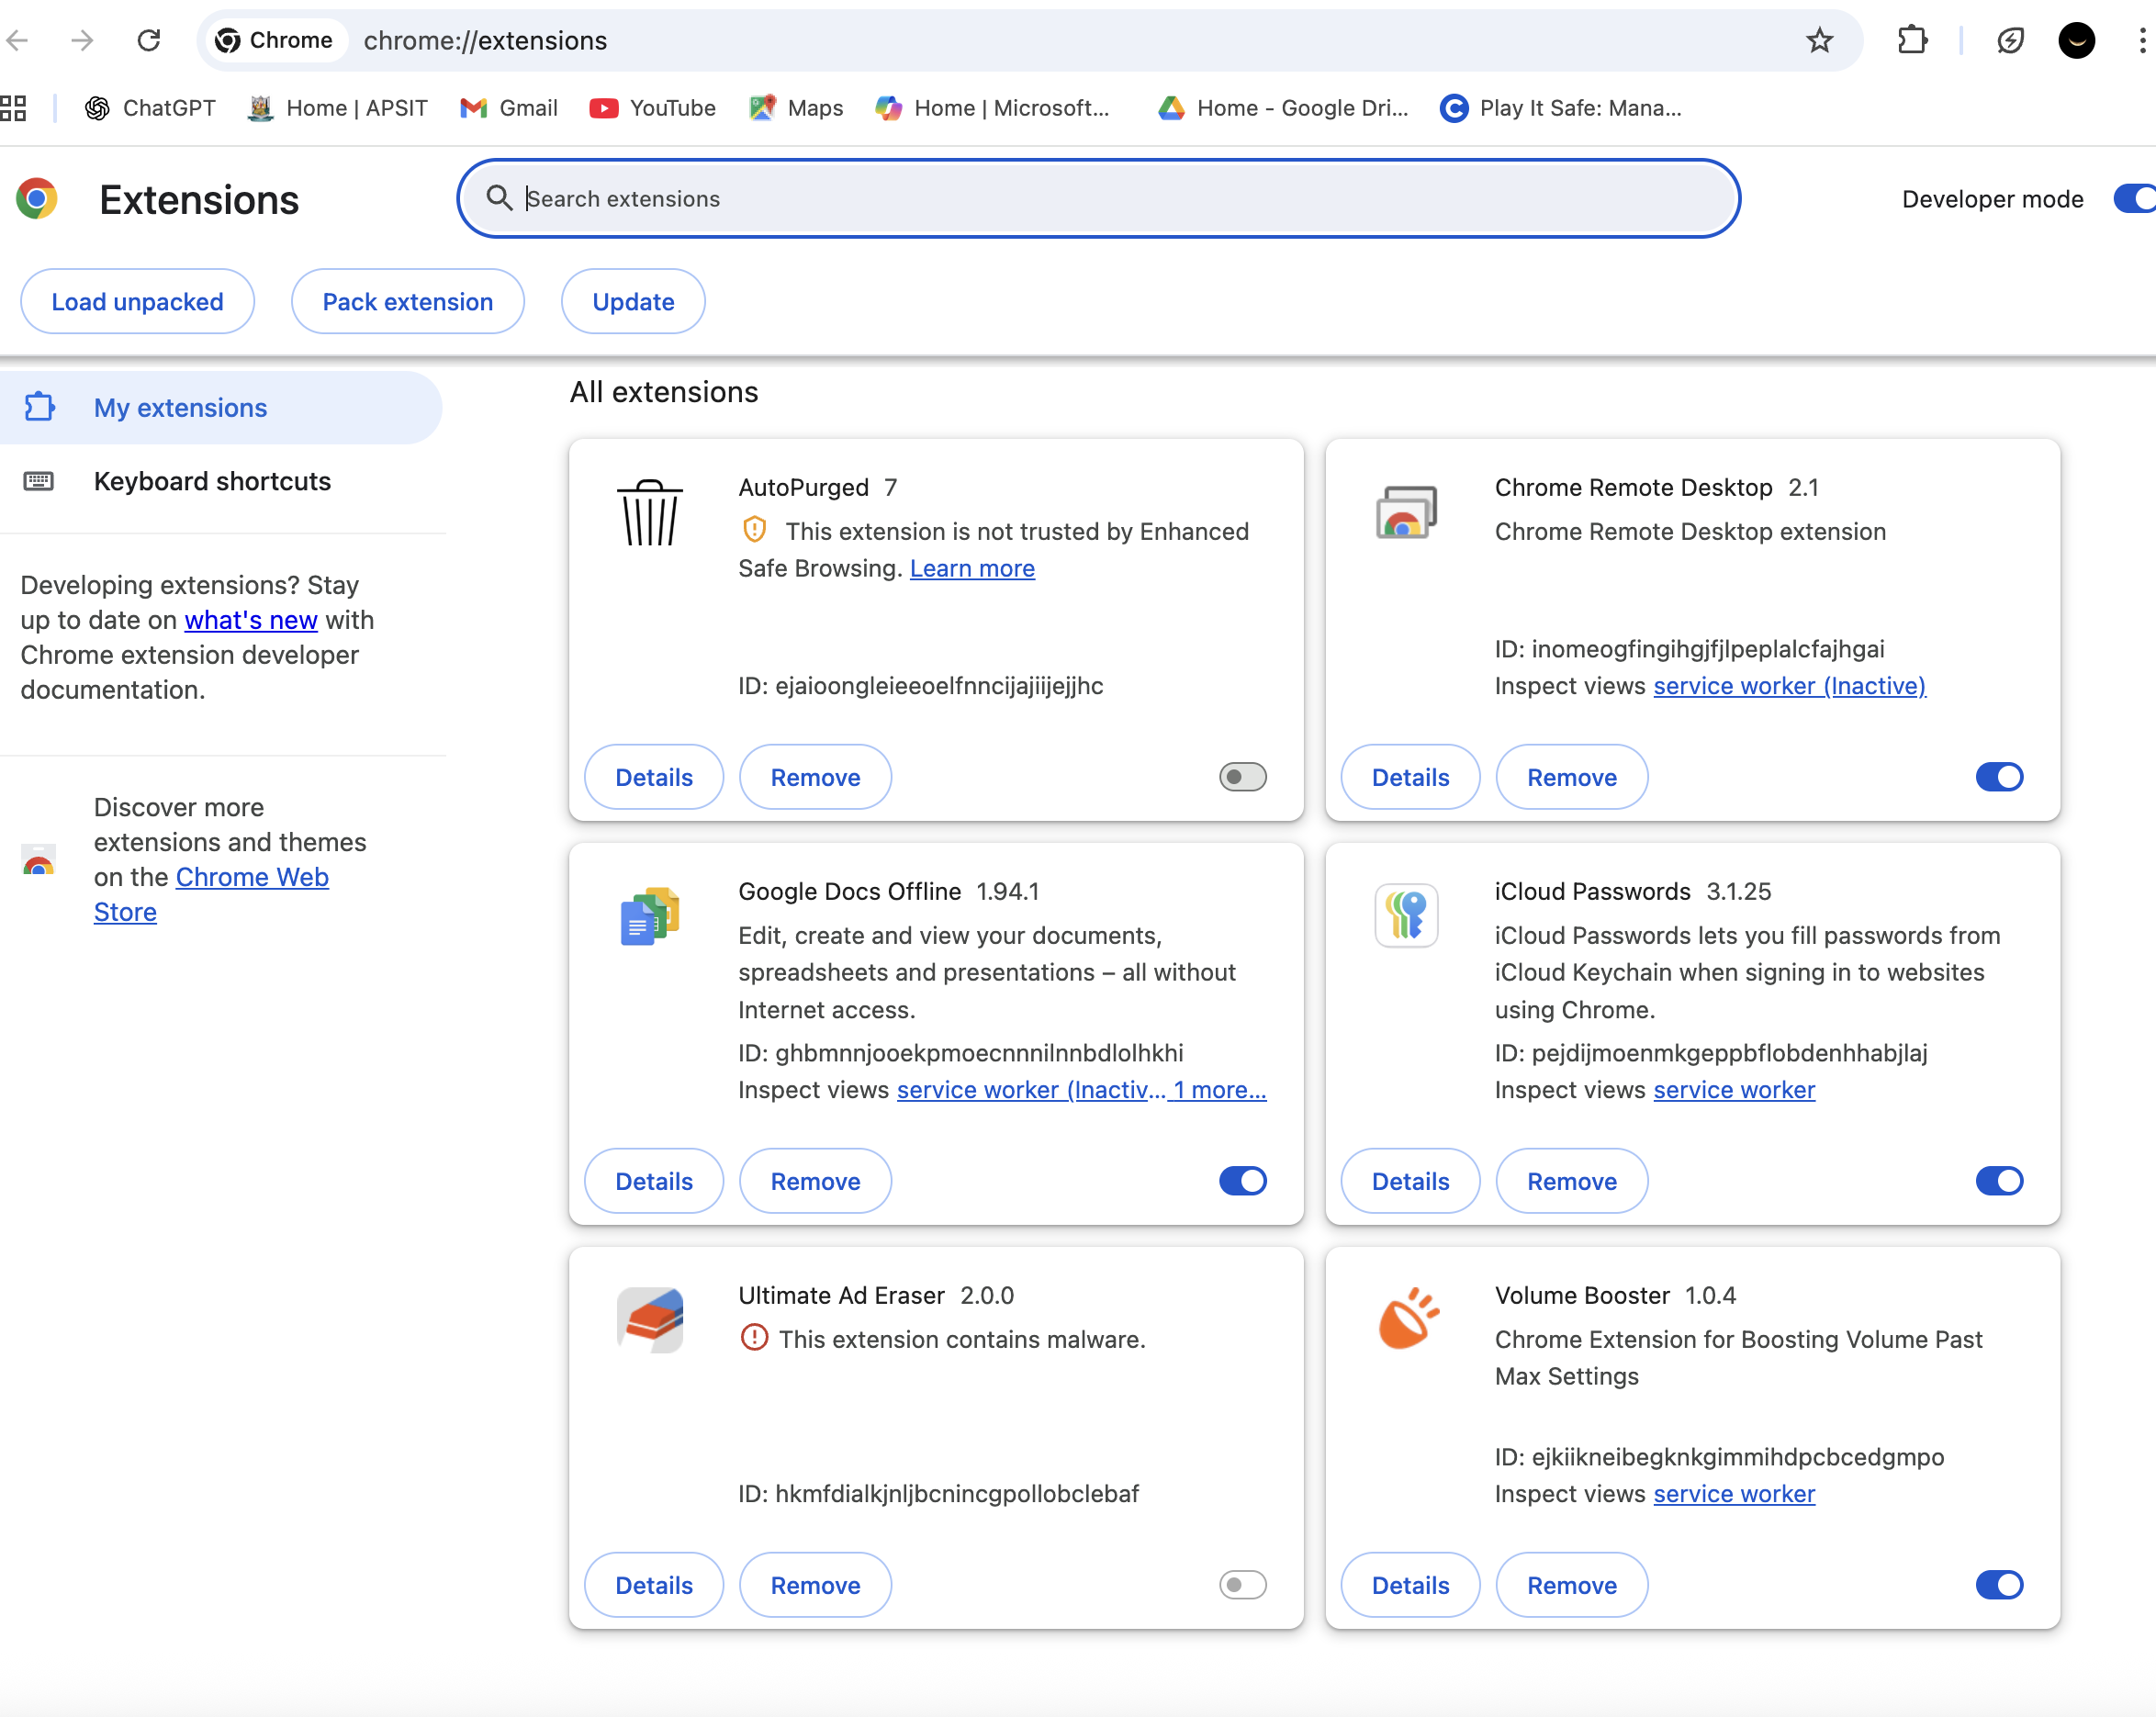 Chrome chrome://extensions
ChatGPT Home | APSIT Gmail YouTube Maps Home | Microsoft... Home - Google Dri... Play It Safe: Mana...
Extensions
Search extensions
Developer mode
Load unpacked Pack extension Update
My extensions
Keyboard shortcuts
Developing extensions? Stay
up to date on what's new with
Chrome extension developer
documentation.
Discover more
extensions and themes
on the Chrome Web
Store
All extensions
AutoPurged 7
This extension is not trusted by Enhanced
Safe Browsing. Learn more
ID: ejaioongleieeoelfnncijajiijejjhc
Details Remove
Chrome Remote Desktop 2.1
Chrome Remote Desktop extension
ID: inomeogfingihgjfjlpeplalcfajhgai
Inspect views service worker (Inactive)
Details Remove
Google Docs Offline 1.94.1
Edit, create and view your documents,
spreadsheets and presentations – all without
Internet access.
ID: ghbmnnjooekpmoecnnnilnnbdlolhkhi
Inspect views service worker (Inactiv... 1 more...
Details Remove
iCloud Passwords 3.1.25
iCloud Passwords lets you fill passwords from
iCloud Keychain when signing in to websites
using Chrome.
ID: pejdijmoenmkgeppbflobdenhhabjlaj
Inspect views service worker
Details Remove
Ultimate Ad Eraser 2.0.0
This extension contains malware.
ID: hkmfdialkjnljbcnincgpollobclebaf
Details Remove
Volume Booster 1.0.4
Chrome Extension for Boosting Volume Past
Max Settings
ID: ejkiikneibegknkgimmihdpcbcedgmpo
Inspect views service worker
Details Remove